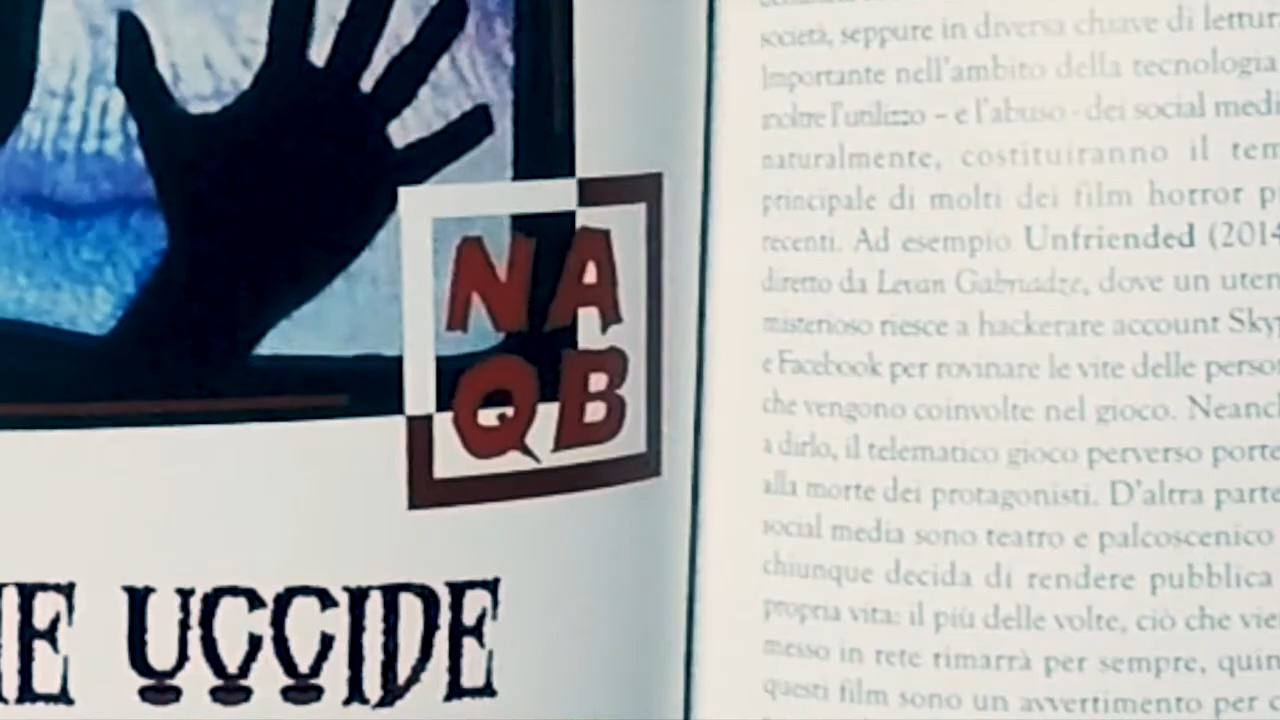 NA
QB
UCCIDE
società, seppure in diversa chiave di lettur
Importante nell'ambito della tecnologia
inoltre l'utilizzo – e l'abuso - dei social medi
naturalmente, costituiranno il tem
principale di molti dei film horror p
recenti. Ad esempio Unfriended (2014
diretto da Levan Gabriadze, dove un uten
misterioso riesce a hackerare account Sky
e Facebook per rovinare le vite delle perso
che vengono coinvolte nel gioco. Neanch
a dirlo, il telematico gioco perverso porte
alla morte dei protagonisti. D'altra parte
social media sono teatro e palcoscenico
chiunque decida di rendere pubblica
propria vita: il più delle volte, ciò che vie
messo in rete rimarrà per sempre, quin
questi film sono un avvertimento per c